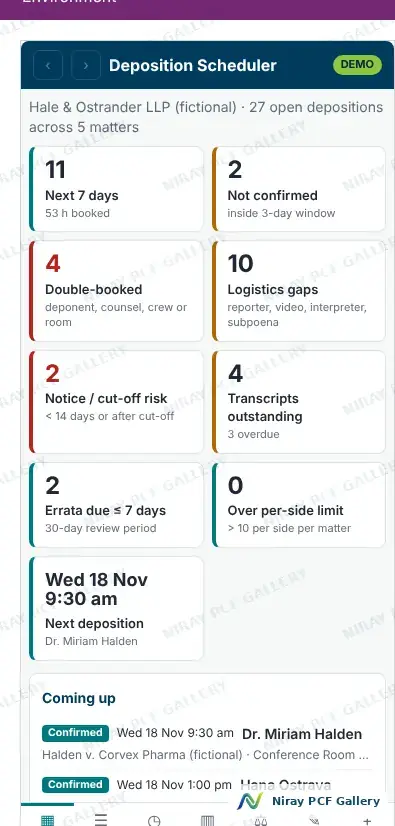 Environment
Deposition Scheduler
DEMO
Hale & Ostrander LLP (fictional) · 27 open depositions
across 5 matters
11
Next 7 days
53 h booked
2
Not confirmed
inside 3-day window
4
Double-booked
deponent, counsel, crew or
room
10
Logistics gaps
reporter, video, interpreter,
subpoena
2
Notice / cut-off risk
< 14 days or after cut-off
4
Transcripts
outstanding
3 overdue
2
Errata due ≤ 7 days
30-day review period
0
Over per-side limit
> 10 per side per matter
Wed 18 Nov
9:30 am
Next deposition
Dr. Miriam Halden
Coming up
Confirmed Wed 18 Nov 9:30 am Dr. Miriam Halden
Halden v. Corvex Pharma (fictional) · Conference Room ...
Confirmed Wed 18 Nov 1:00 pm Hana Ostrava
Niray PCF Gallery
NIRAY PCF GALLERY